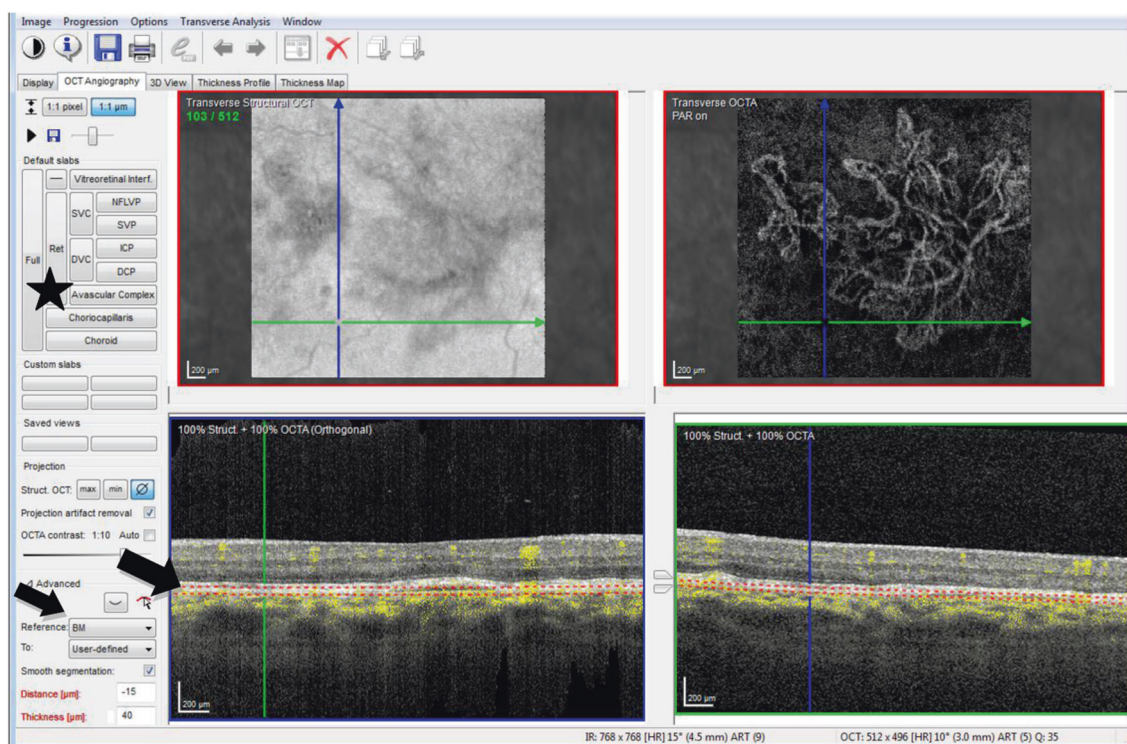 Image Progression Options Transverse Analysis Window
Display OCT Angiography 3D View Thickness Profile Thickness Map
1:1 pixel 1:1 µm
Default slabs
Full
Ret
Vitreoretinal Interf.
SVC
NFLVP
SVP
DVC
ICP
DCP
Avascular Complex
Choriocapillaris
Choroid
Custom slabs
Saved views
Projection
Struct. OCT: max min Ø
Projection artifact removal
OCTA contrast: 1:10 Auto
Advanced
Reference: BM
To: User-defined
Smooth segmentation:
Distance [µm]: -15
Thickness [µm]: 40
Transverse Structural OCT
103 / 512
200 µm
Transverse OCTA
PAR on
200 µm
100% Struct. + 100% OCTA (Orthogonal)
200 µm
100% Struct. + 100% OCTA
200 µm
IR: 768 x 768 [HR] 15° (4.5 mm) ART (9) OCT: 512 x 496 [HR] 10° (3.0 mm) ART (5) Q: 35